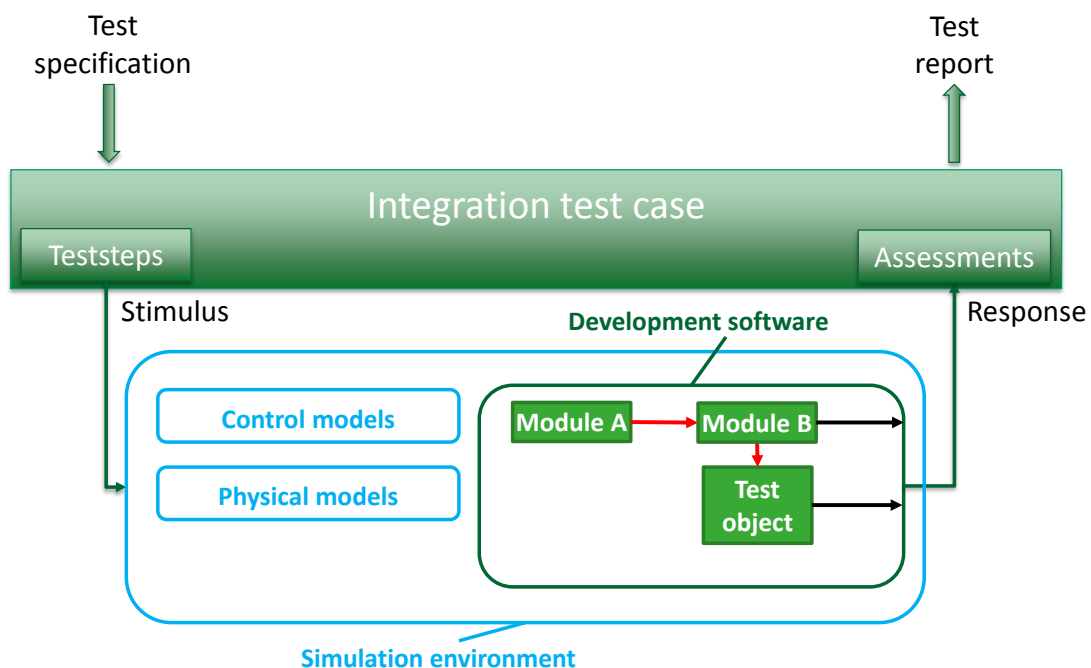 Test
specification
Test
report
Integration test case
Teststeps
Assessments
Stimulus
Response
Development software
Control models
Module A
Module B
Physical models
Test
object
Simulation environment